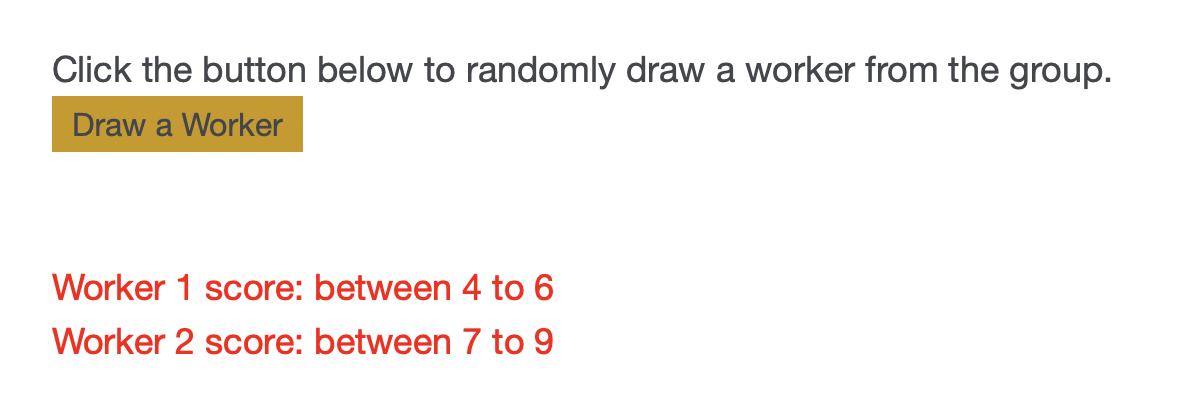 Click the button below to randomly draw a worker from the group.
Draw a Worker
Worker 1 score: between 4 to 6
Worker 2 score: between 7 to 9